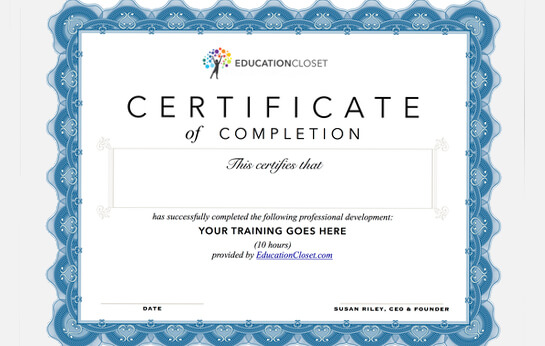 EDUCATIONCLOSET
CERTIFICATE
of COMPLETION
This certifies that
has successfully completed the following professional development:
YOUR TRAINING GOES HERE
(10 hours)
provided by EducationCloset.com
DATE
SUSAN RILEY, CEO & FOUNDER